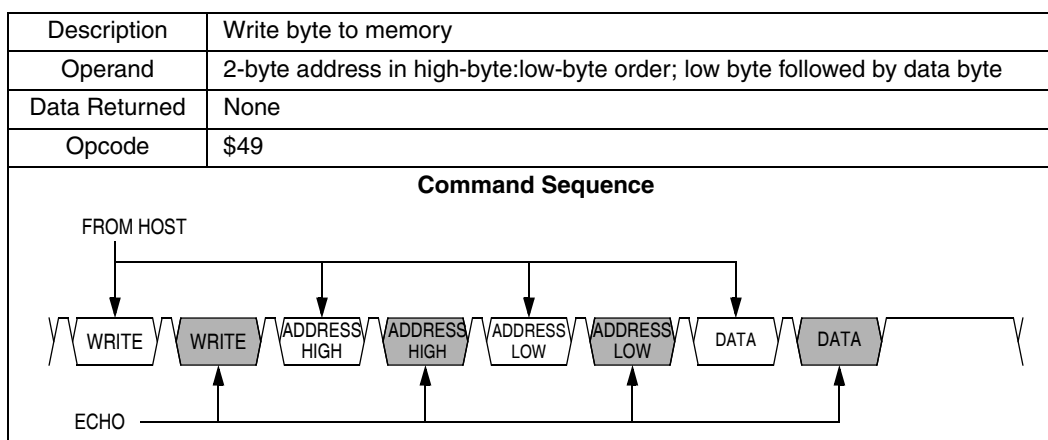 Description Write byte to memory
Operand 2-byte address in high-byte:low-byte order; low byte followed by data byte
Data Returned None
Opcode $49
Command Sequence
FROM HOST
WRITE WRITE ADDRESS HIGH ADDRESS HIGH ADDRESS LOW ADDRESS LOW DATA DATA
ECHO